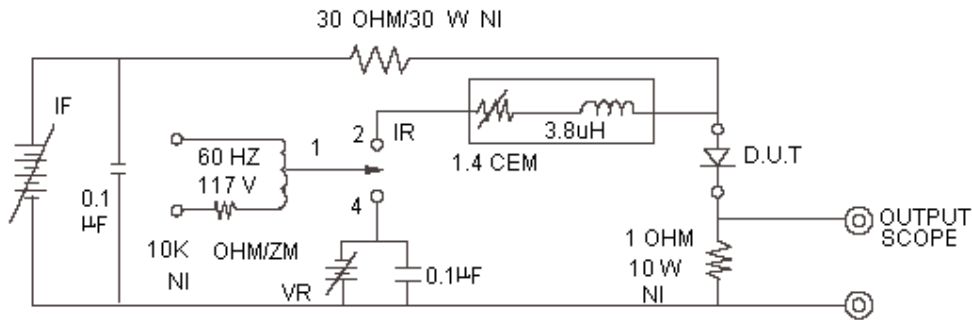 30 OHM/30 W NI
IF
1
2
IR
3.8uH
60 HZ
117 V
1.4 CEM
D.U.T
4
0.1
µF
OUTPUT
SCOPE
10K
OHM/ZM
NI
1 OHM
10 W
NI
VR
0.1µF